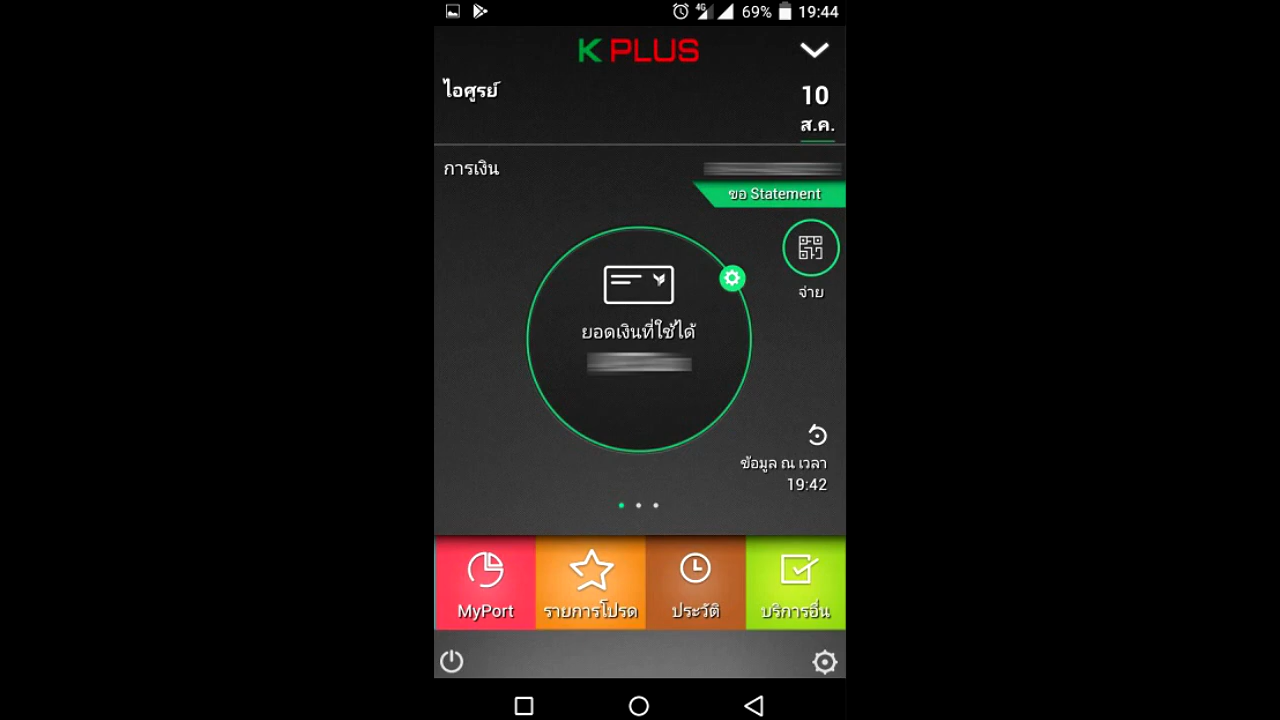 4G 69% 19:44
K PLUS
ไอศูรย์
10
ส.ค.
การเงิน
ขอ Statement
จ่าย
ยอดเงินที่ใช้ได้
ข้อมูล ณ เวลา
19:42
MyPort รายการโปรด ประวัติ บริการอื่น